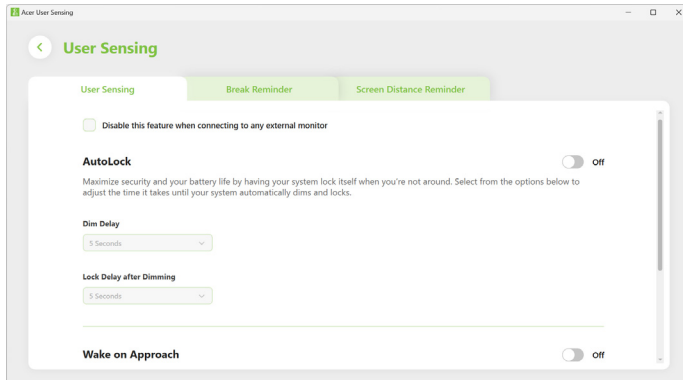 Acer User Sensing
User Sensing
User Sensing
Break Reminder
Screen Distance Reminder
Disable this feature when connecting to any external monitor
AutoLock
Off
Maximize security and your battery life by having your system lock itself when you're not around. Select from the options below to
adjust the time it takes until your system automatically dims and locks.
Dim Delay
5 Seconds
Lock Delay after Dimming
5 Seconds
Wake on Approach
Off